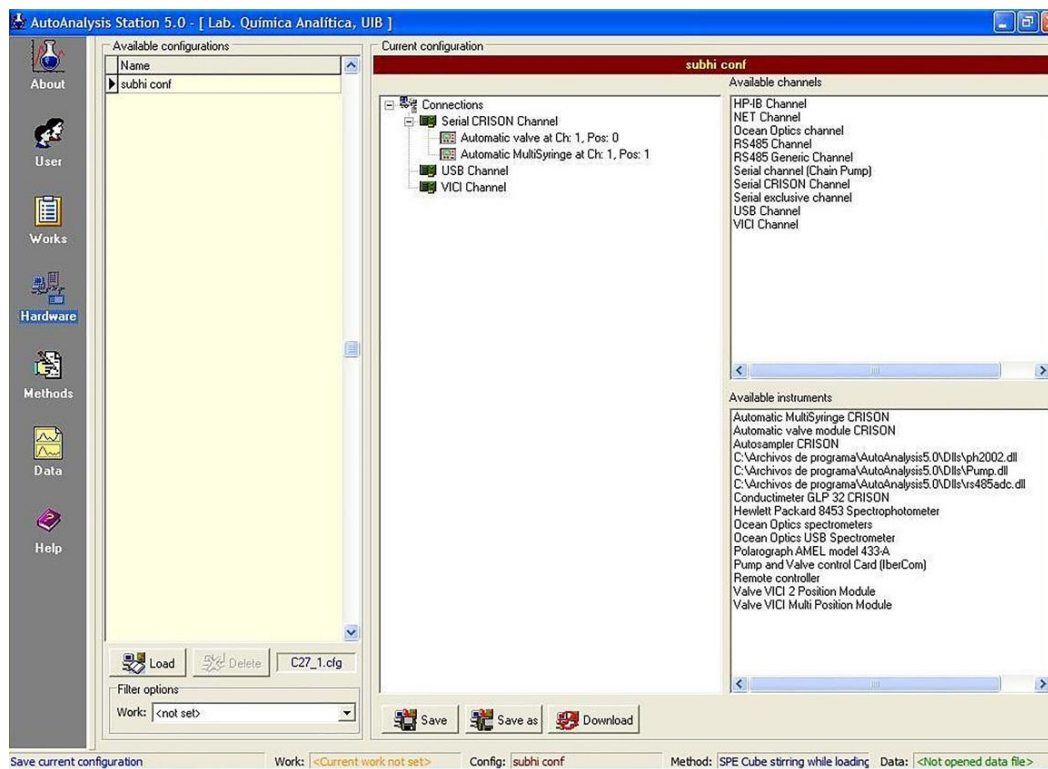 AutoAnalysis Station 5.0 - [ Lab. Química Analítica, UIB ]
About
User
Works
Hardware
Methods
Data
Help
Available configurations
Name
subhi conf
Load
Delete
C27_1.cfg
Filter options
Work: <not set>
Current configuration
subhi conf
Connections
Serial CRISON Channel
Automatic valve at Ch: 1, Pos: 0
Automatic MultiSyringe at Ch: 1, Pos: 1
USB Channel
VICI Channel
Available channels
HP-IB Channel
NET Channel
Ocean Optics channel
RS485 Channel
RS485 Generic Channel
Serial channel (Chain Pump)
Serial CRISON Channel
Serial exclusive channel
USB Channel
VICI Channel
Available instruments
Automatic MultiSyringe CRISON
Automatic valve module CRISON
Autosampler CRISON
C:\Archivos de programa\AutoAnalysis5.0\Dlls\ph2002.dll
C:\Archivos de programa\AutoAnalysis5.0\Dlls\Pump.dll
C:\Archivos de programa\AutoAnalysis5.0\Dlls\rs485adc.dll
Conductimeter GLP 32 CRISON
Hewlett Packard 8453 Spectrophotometer
Ocean Optics spectrometers
Ocean Optics USB Spectrometer
Polarograph AMEL model 433-A
Pump and Valve control Card (IberCom)
Remote controller
Valve VICI 2 Position Module
Valve VICI Multi Position Module
Save
Save as
Download
Save current configuration
Work: <Current work not set>
Config: subhi conf
Method: SPE Cube stirring while loading
Data: <Not opened data file>